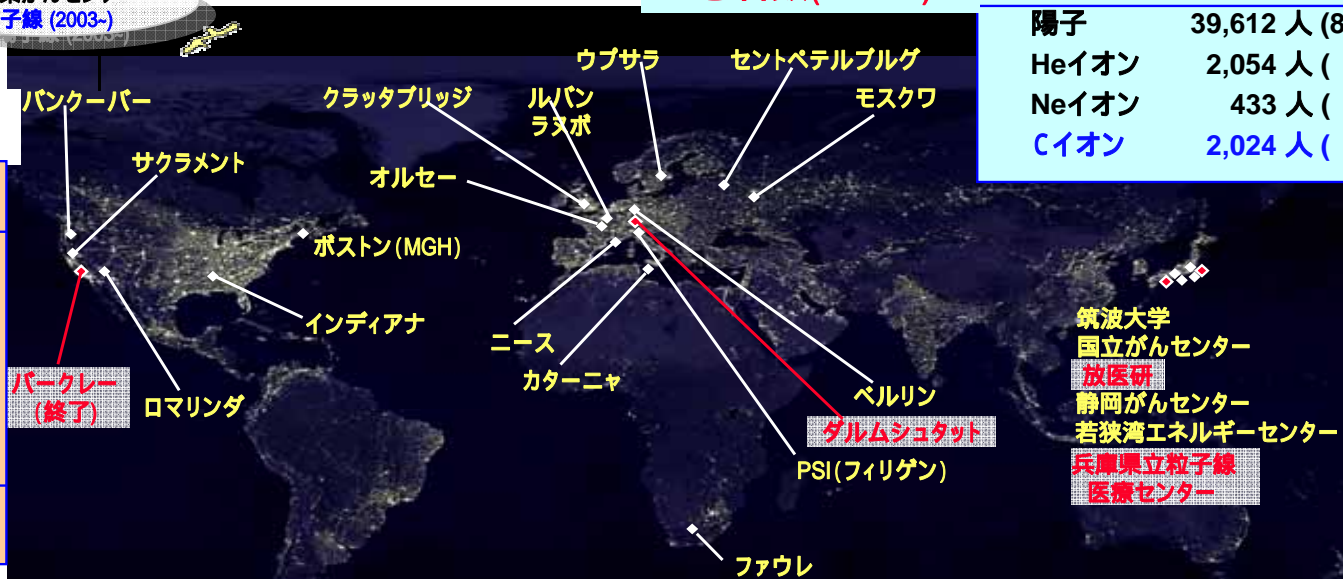 子線 (2003~)
陽子 39,612 人 (8
Heイオン 2,054 人 (
Neイオン 433 人 (
Cイオン 2,024 人 (
ウプサラ
セントペテルブルグ
バンクーバー
クラッタブリッジ
ルバン
ラヌボ
モスクワ
サクラメント
オルセー
ボストン(MGH)
インディアナ
ニース
カターニャ
バークレー
(終了)
ロマリンダ
ベルリン
ダルムシュタット
PSI(フィリゲン)
ファウレ
筑波大学
国立がんセンター
放医研
静岡がんセンター
若狭湾エネルギーセンター
兵庫県立粒子線
医療センター